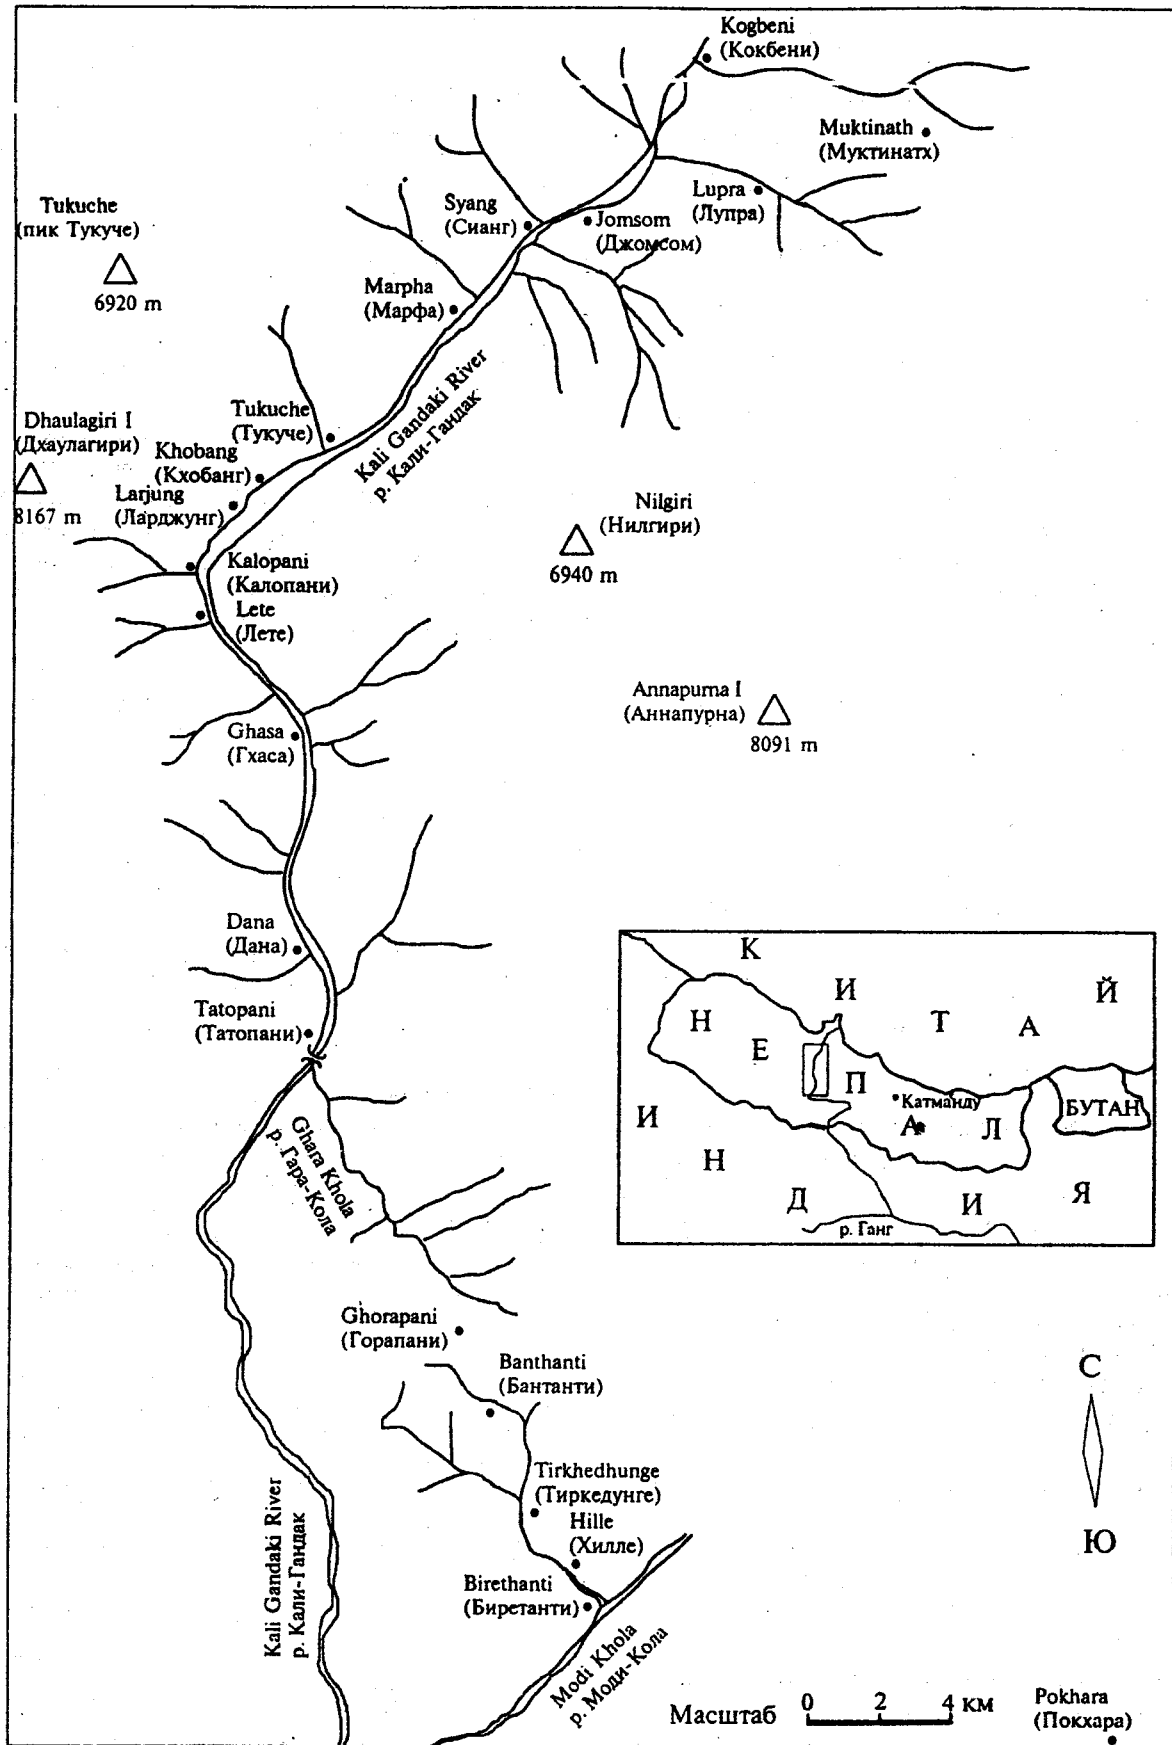 Kogbeni
(Кокбени)
Muktinath
(Муктинатх)
Lupra
(Лупра)
Syang
(Сианг)
Jomsom
(Джомсом)
Tukuche
(пик Тукуче)
6920 m
Marpha
(Марфа)
Kali Gandaki River
р. Кали-Гандак
Tukuche
(Тукуче)
Dhaulagiri I
(Дхаулагири)
8167 m
Khobang
(Кхобанг)
Larjung
(Ларджунг)
Nilgiri
(Нилгири)
6940 m
Kalopani
(Калопани)
Lete
(Лете)
Annapurna I
(Аннапурна)
8091 m
Ghasa
(Гхаса)
Dana
(Дана)
Tatopani
(Татопани)
КИТАЙ
НЕПАЛ
Катманду
БУТАН
ИНДИЯ
р. Ганг
Ghara Khola
р. Гара-Кола
Ghorapani
(Горапани)
Banthanti
(Бантанти)
С
Ю
Tirkhedhunge
(Тиркедунге)
Hille
(Хилле)
Birethanti
(Биретанти)
Kali Gandaki River
р. Кали-Гандак
Modi Khola
р. Моди-Кола
Масштаб 0 2 4 км
Pokhara
(Покхара)